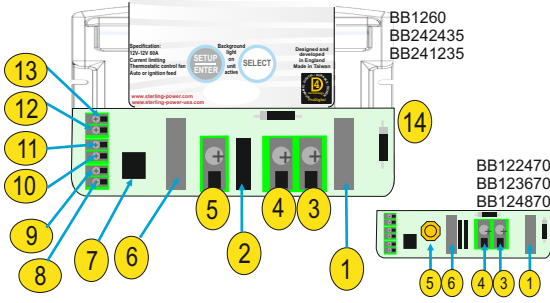 BB1260
BB242435
BB241235
Specification:
12V-12V 60A
Current limiting
Thermostatic control fan
Auto or ignition feed
SETUP
ENTER
Background
light
on
unit
active
SELECT
Designed and
developed
in England
Made in Taiwan
4
ProDigital
www.sterling-power.com
www.sterling-power-usa.com
13
12
11
10
9
8
7
6
5
2
4
3
1
14
BB122470
BB123670
BB124870
5
6
4
3
1